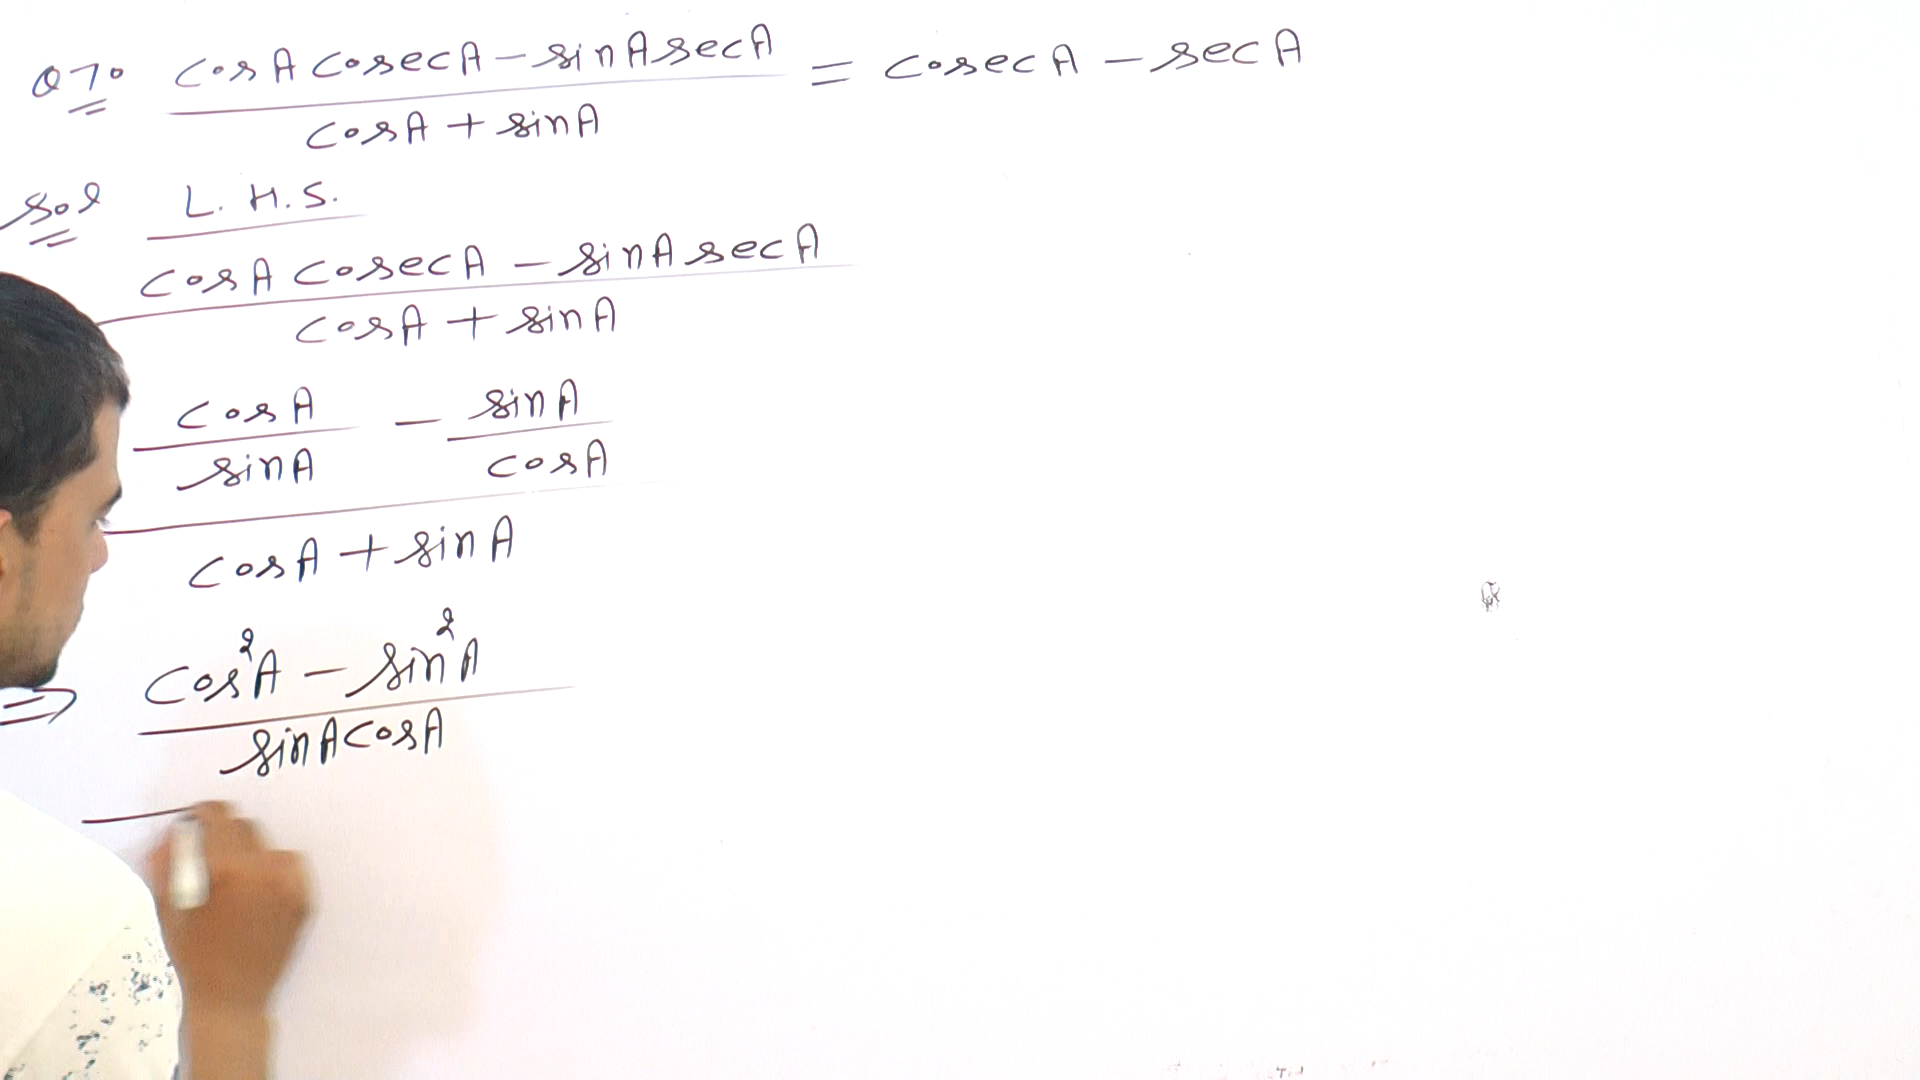 Q7. cosA cosecA - sinA secA / cosA + sinA = cosecA - secA
Sol L.H.S.
cosA cosecA - sinA secA
cosA + sinA
cosA/sinA - sinA/cosA
cosA + sinA
⇒ cos²A - sin²A
sinA cosA